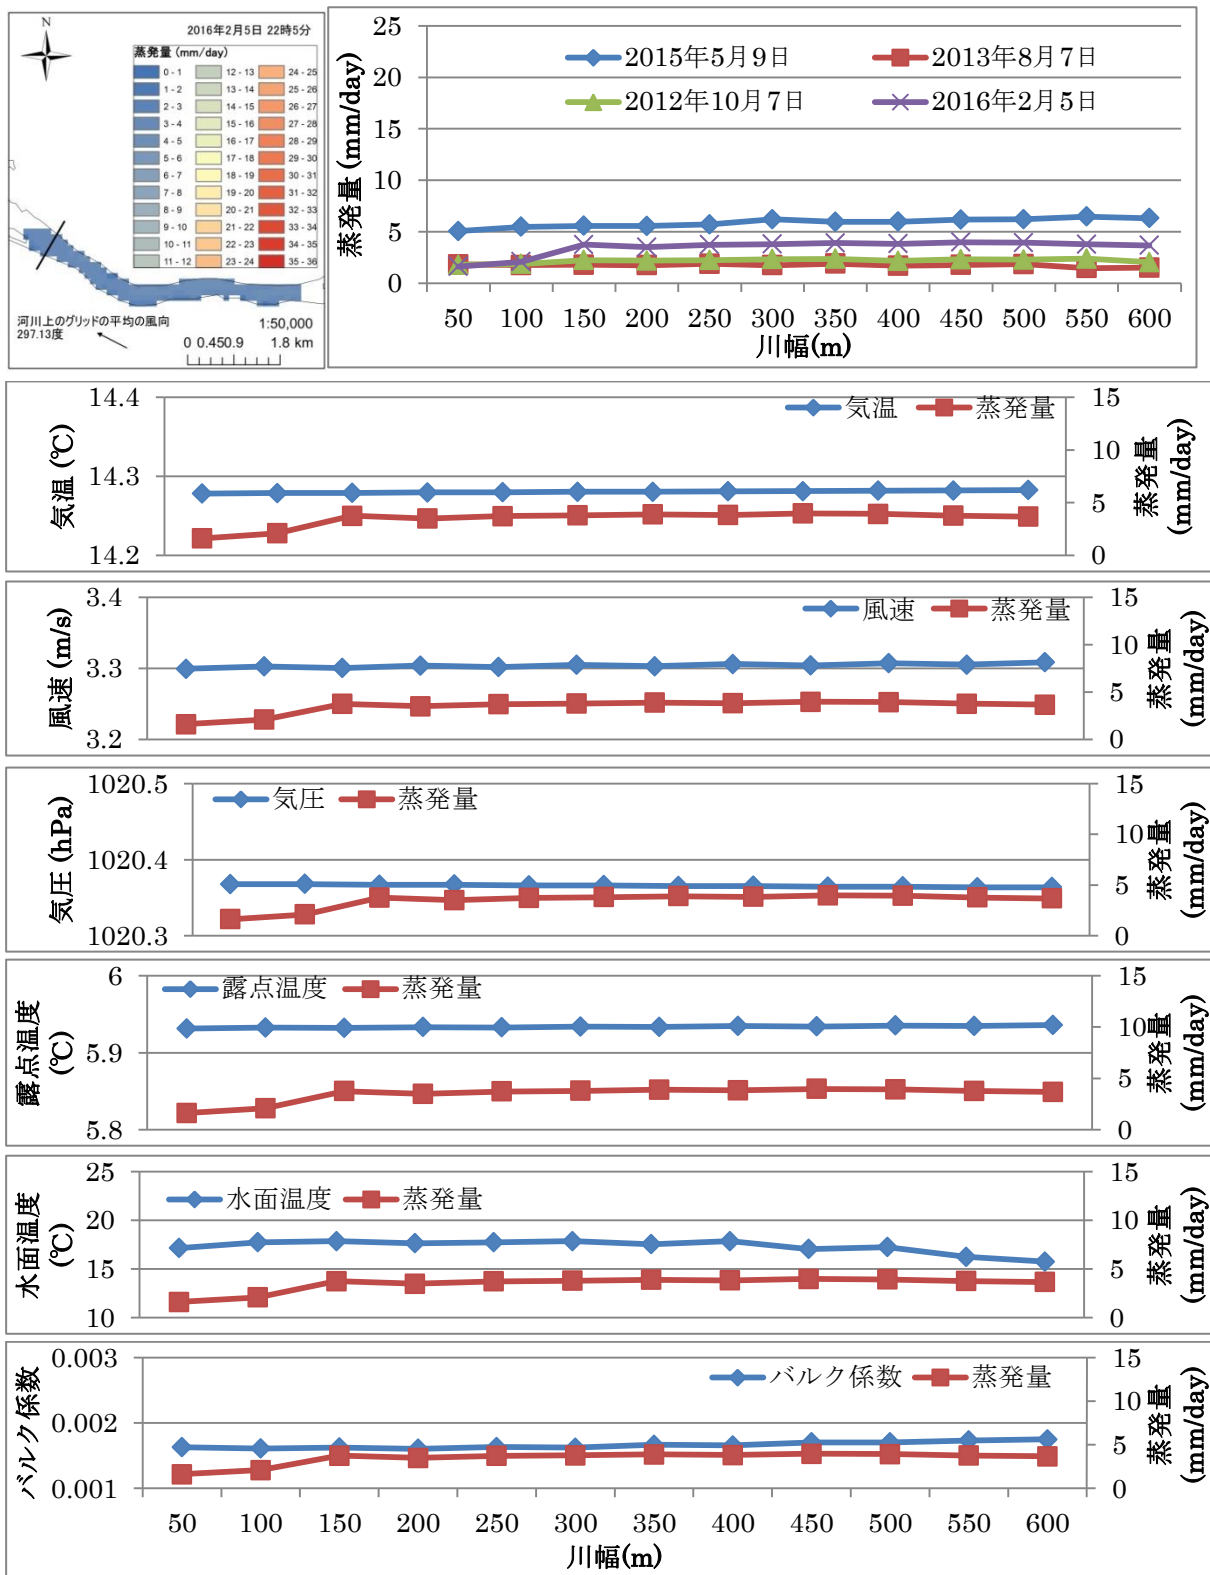 N
2016年2月5日 22時5分
蒸発量 (mm/day)
0 - 1 12 - 13 24 - 25
1 - 2 13 - 14 25 - 26
2 - 3 14 - 15 26 - 27
3 - 4 15 - 16 27 - 28
4 - 5 16 - 17 28 - 29
5 - 6 17 - 18 29 - 30
6 - 7 18 - 19 30 - 31
7 - 8 19 - 20 31 - 32
8 - 9 20 - 21 32 - 33
9 - 10 21 - 22 33 - 34
10 - 11 22 - 23 34 - 35
11 - 12 23 - 24 35 - 36
河川上のグリッドの平均の風向
297.13度
1:50,000
0 0.450.9 1.8 km
蒸発量 (mm/day)
25
20
15
10
5
0
2015年5月9日 2013年8月7日
2012年10月7日 2016年2月5日
50 100 150 200 250 300 350 400 450 500 550 600
川幅(m)
気温 (℃)
14.4
14.3
14.2
気温 蒸発量
15
10
5
0
蒸発量
(mm/day)
風速 (m/s)
3.4
3.3
3.2
風速 蒸発量
15
10
5
0
蒸発量
(mm/day)
気圧 (hPa)
1020.5
1020.4
1020.3
気圧 蒸発量
15
10
5
0
蒸発量
(mm/day)
露点温度
(℃)
6
5.9
5.8
露点温度 蒸発量
15
10
5
0
蒸発量
(mm/day)
水面温度
(℃)
25
20
15
10
水面温度 蒸発量
15
10
5
0
蒸発量
(mm/day)
バルク係数
0.003
0.002
0.001
バルク係数 蒸発量
15
10
5
0
蒸発量
(mm/day)
50 100 150 200 250 300 350 400 450 500 550 600
川幅(m)